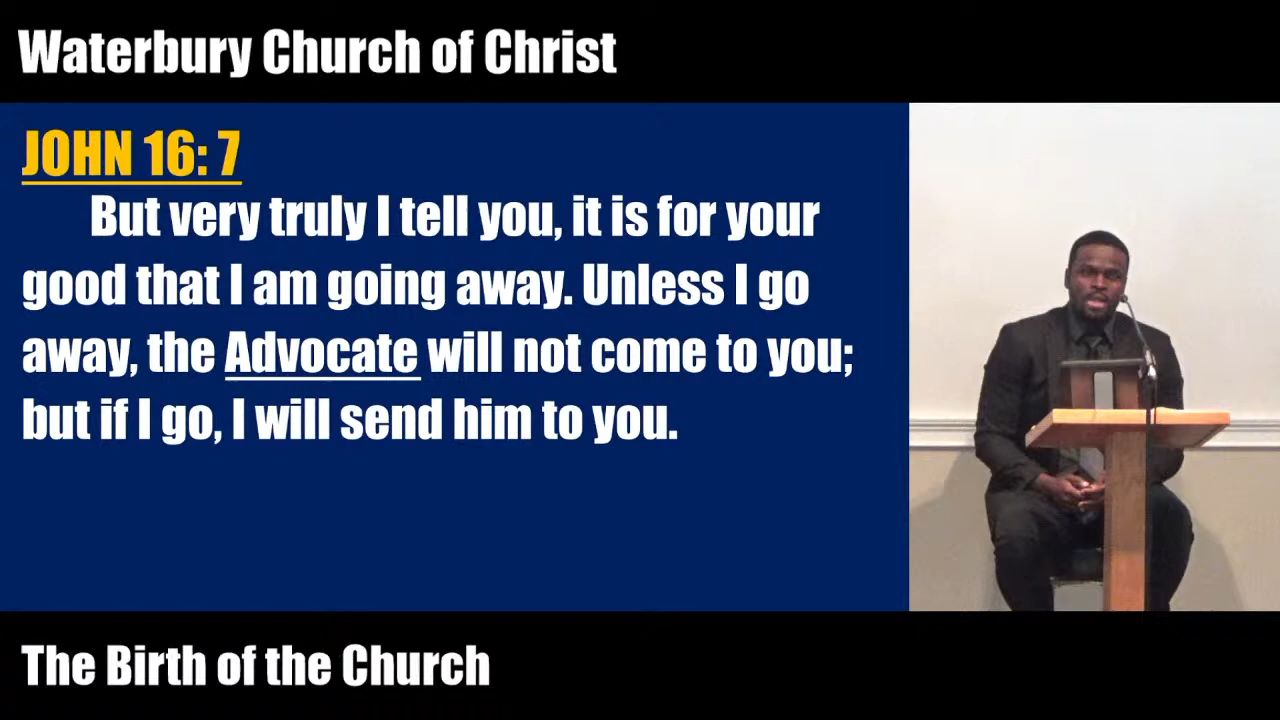 Waterbury Church of Christ
JOHN 16: 7
But very truly I tell you, it is for your
good that I am going away. Unless I go
away, the Advocate will not come to you;
but if I go, I will send him to you.
The Birth of the Church